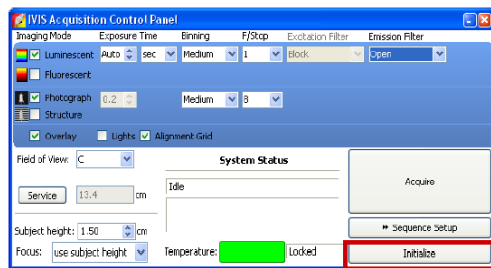 IVIS Acquisition Control Panel
Imaging Mode Exposure Time Binning F/Stop Excitation Filter Emission Filter
Luminescent Auto sec Medium 1 Block Open
Fluorescent
Photograph 0.2 Medium 8
Structure
Overlay Lights Alignment Grid
Field of View: C System Status
Service 13.4 cm Idle Acquire
Subject height: 1.50 cm Sequence Setup
Focus: use subject height Temperature: Locked Initialize